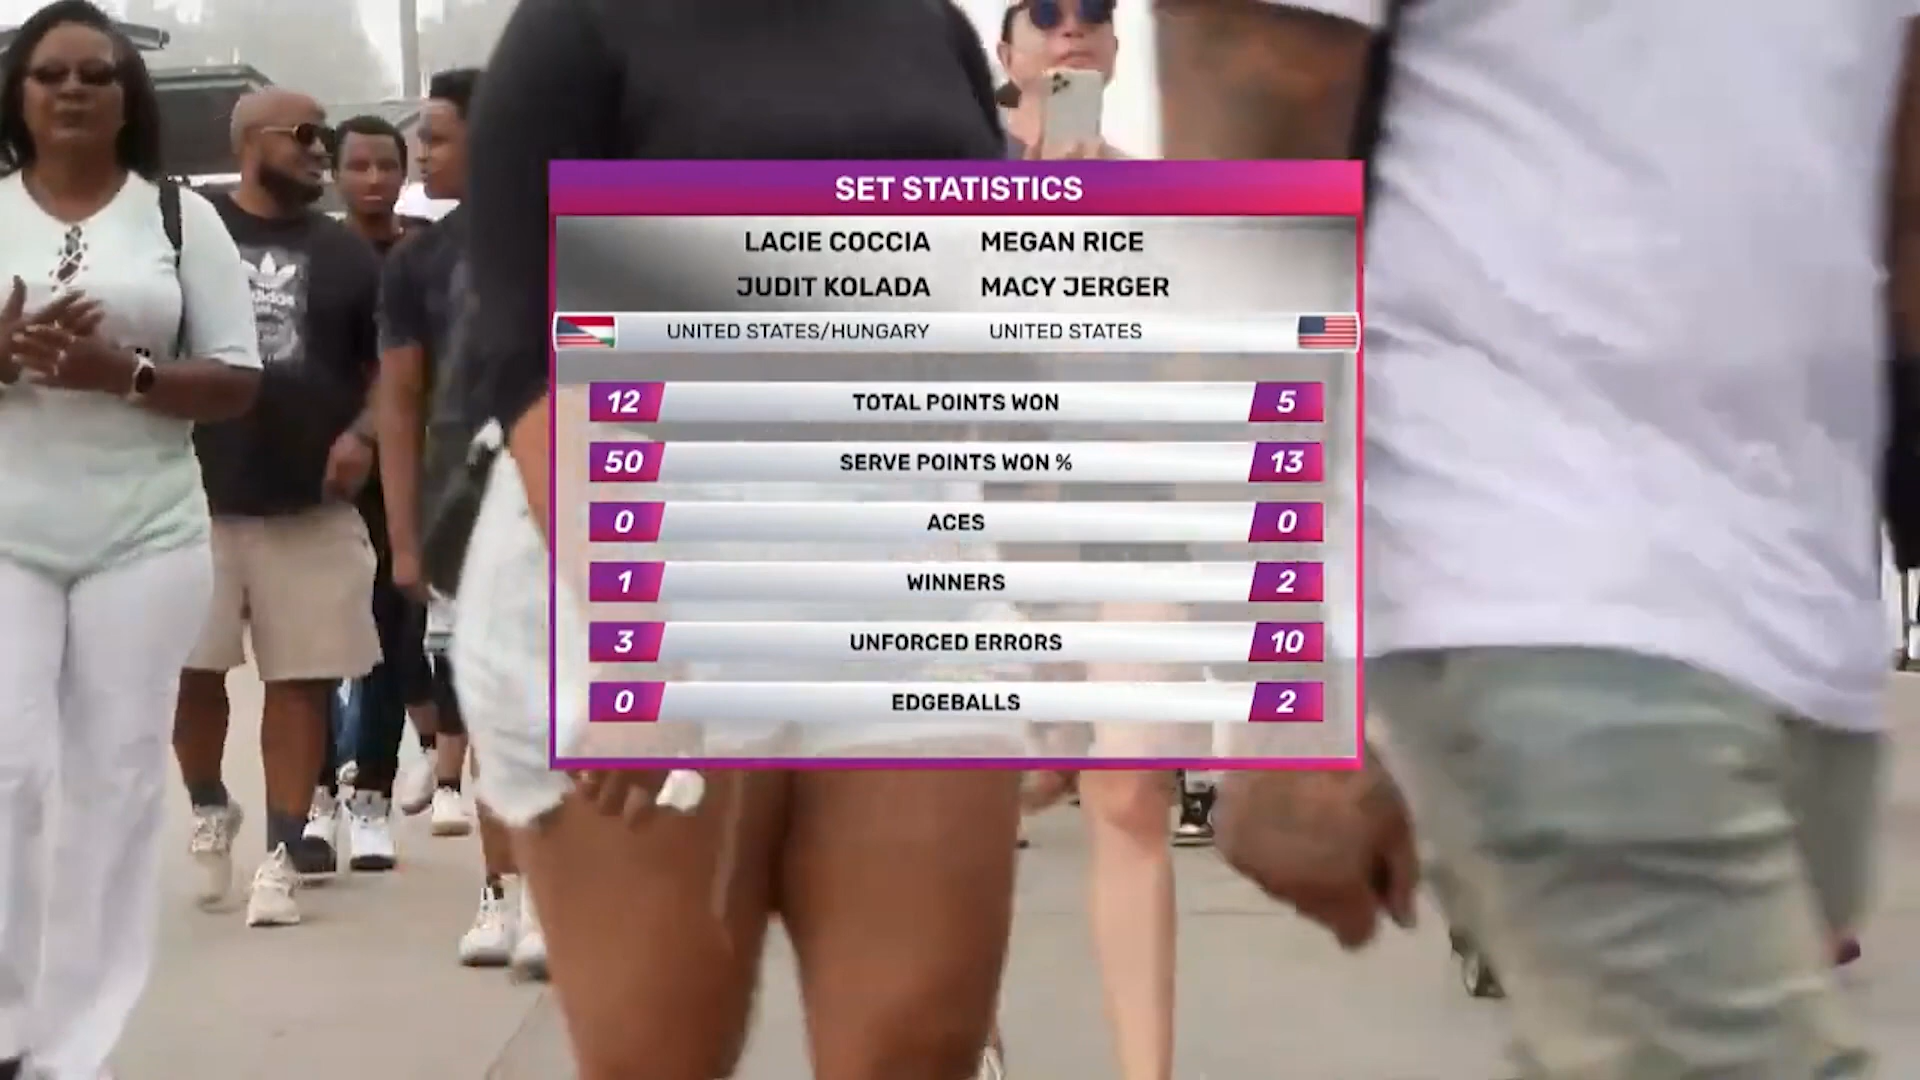 SET STATISTICS
LACIE COCCIA MEGAN RICE
JUDIT KOLADA MACY JERGER
UNITED STATES/HUNGARY UNITED STATES
12 TOTAL POINTS WON 5
50 SERVE POINTS WON % 13
0 ACES 0
1 WINNERS 2
3 UNFORCED ERRORS 10
0 EDGEBALLS 2
adidas